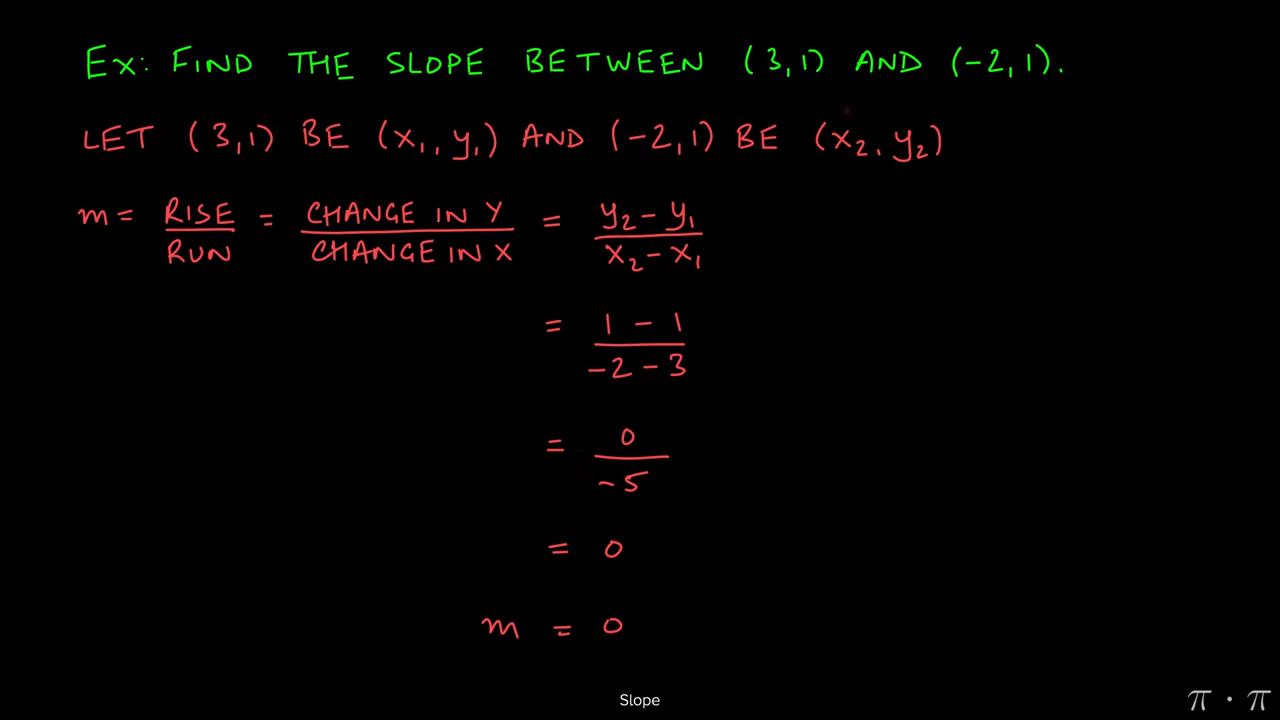 Ex: FIND THE SLOPE BETWEEN (3,1) AND (-2,1).
LET (3,1) BE (x₁, y₁) AND (-2,1) BE (x₂, y₂)
m = RISE/RUN = CHANGE IN Y/CHANGE IN X = y₂ - y₁/x₂ - x₁
= 1 - 1/-2 - 3
= 0/-5
= 0
m = 0
Slope
π · π